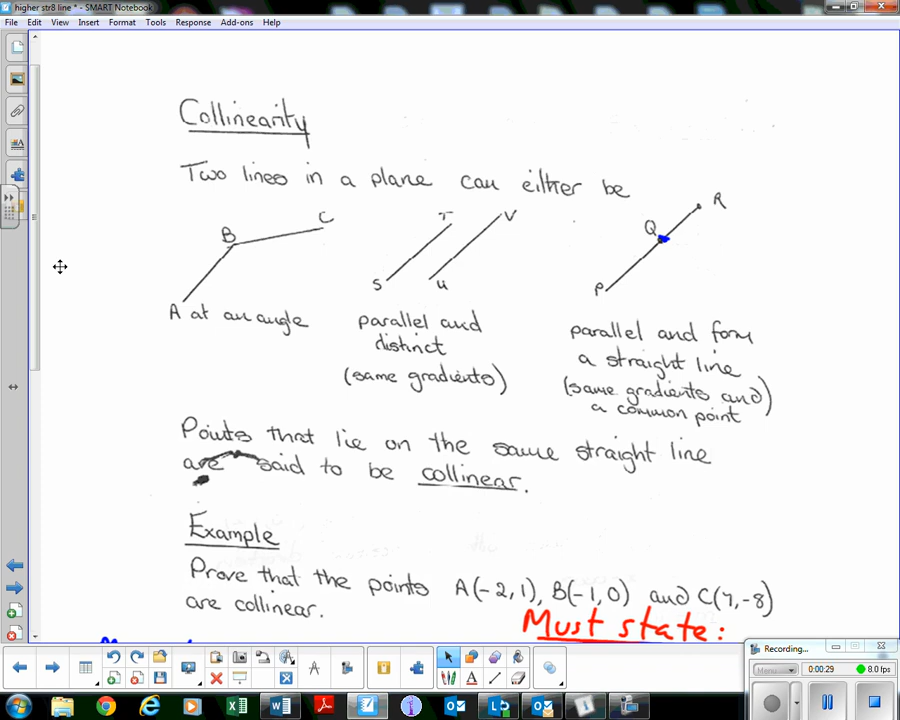 higher str8 line * - SMART Notebook
File Edit View Insert Format Tools Response Add-ons Help
Collinearity
Two lines in a plane can either be
A B C
S T U V
P Q R
at an angle
parallel and
distinct
(same gradients)
parallel and form
a straight line
(same gradients and
a common point)
Points that lie on the same straight line
are said to be collinear.
Example
Prove that the points A(-2,1), B(-1,0) and C(7,-8)
are collinear.
Must state:
Recording...
Menu
0:00:29 8.0 fps